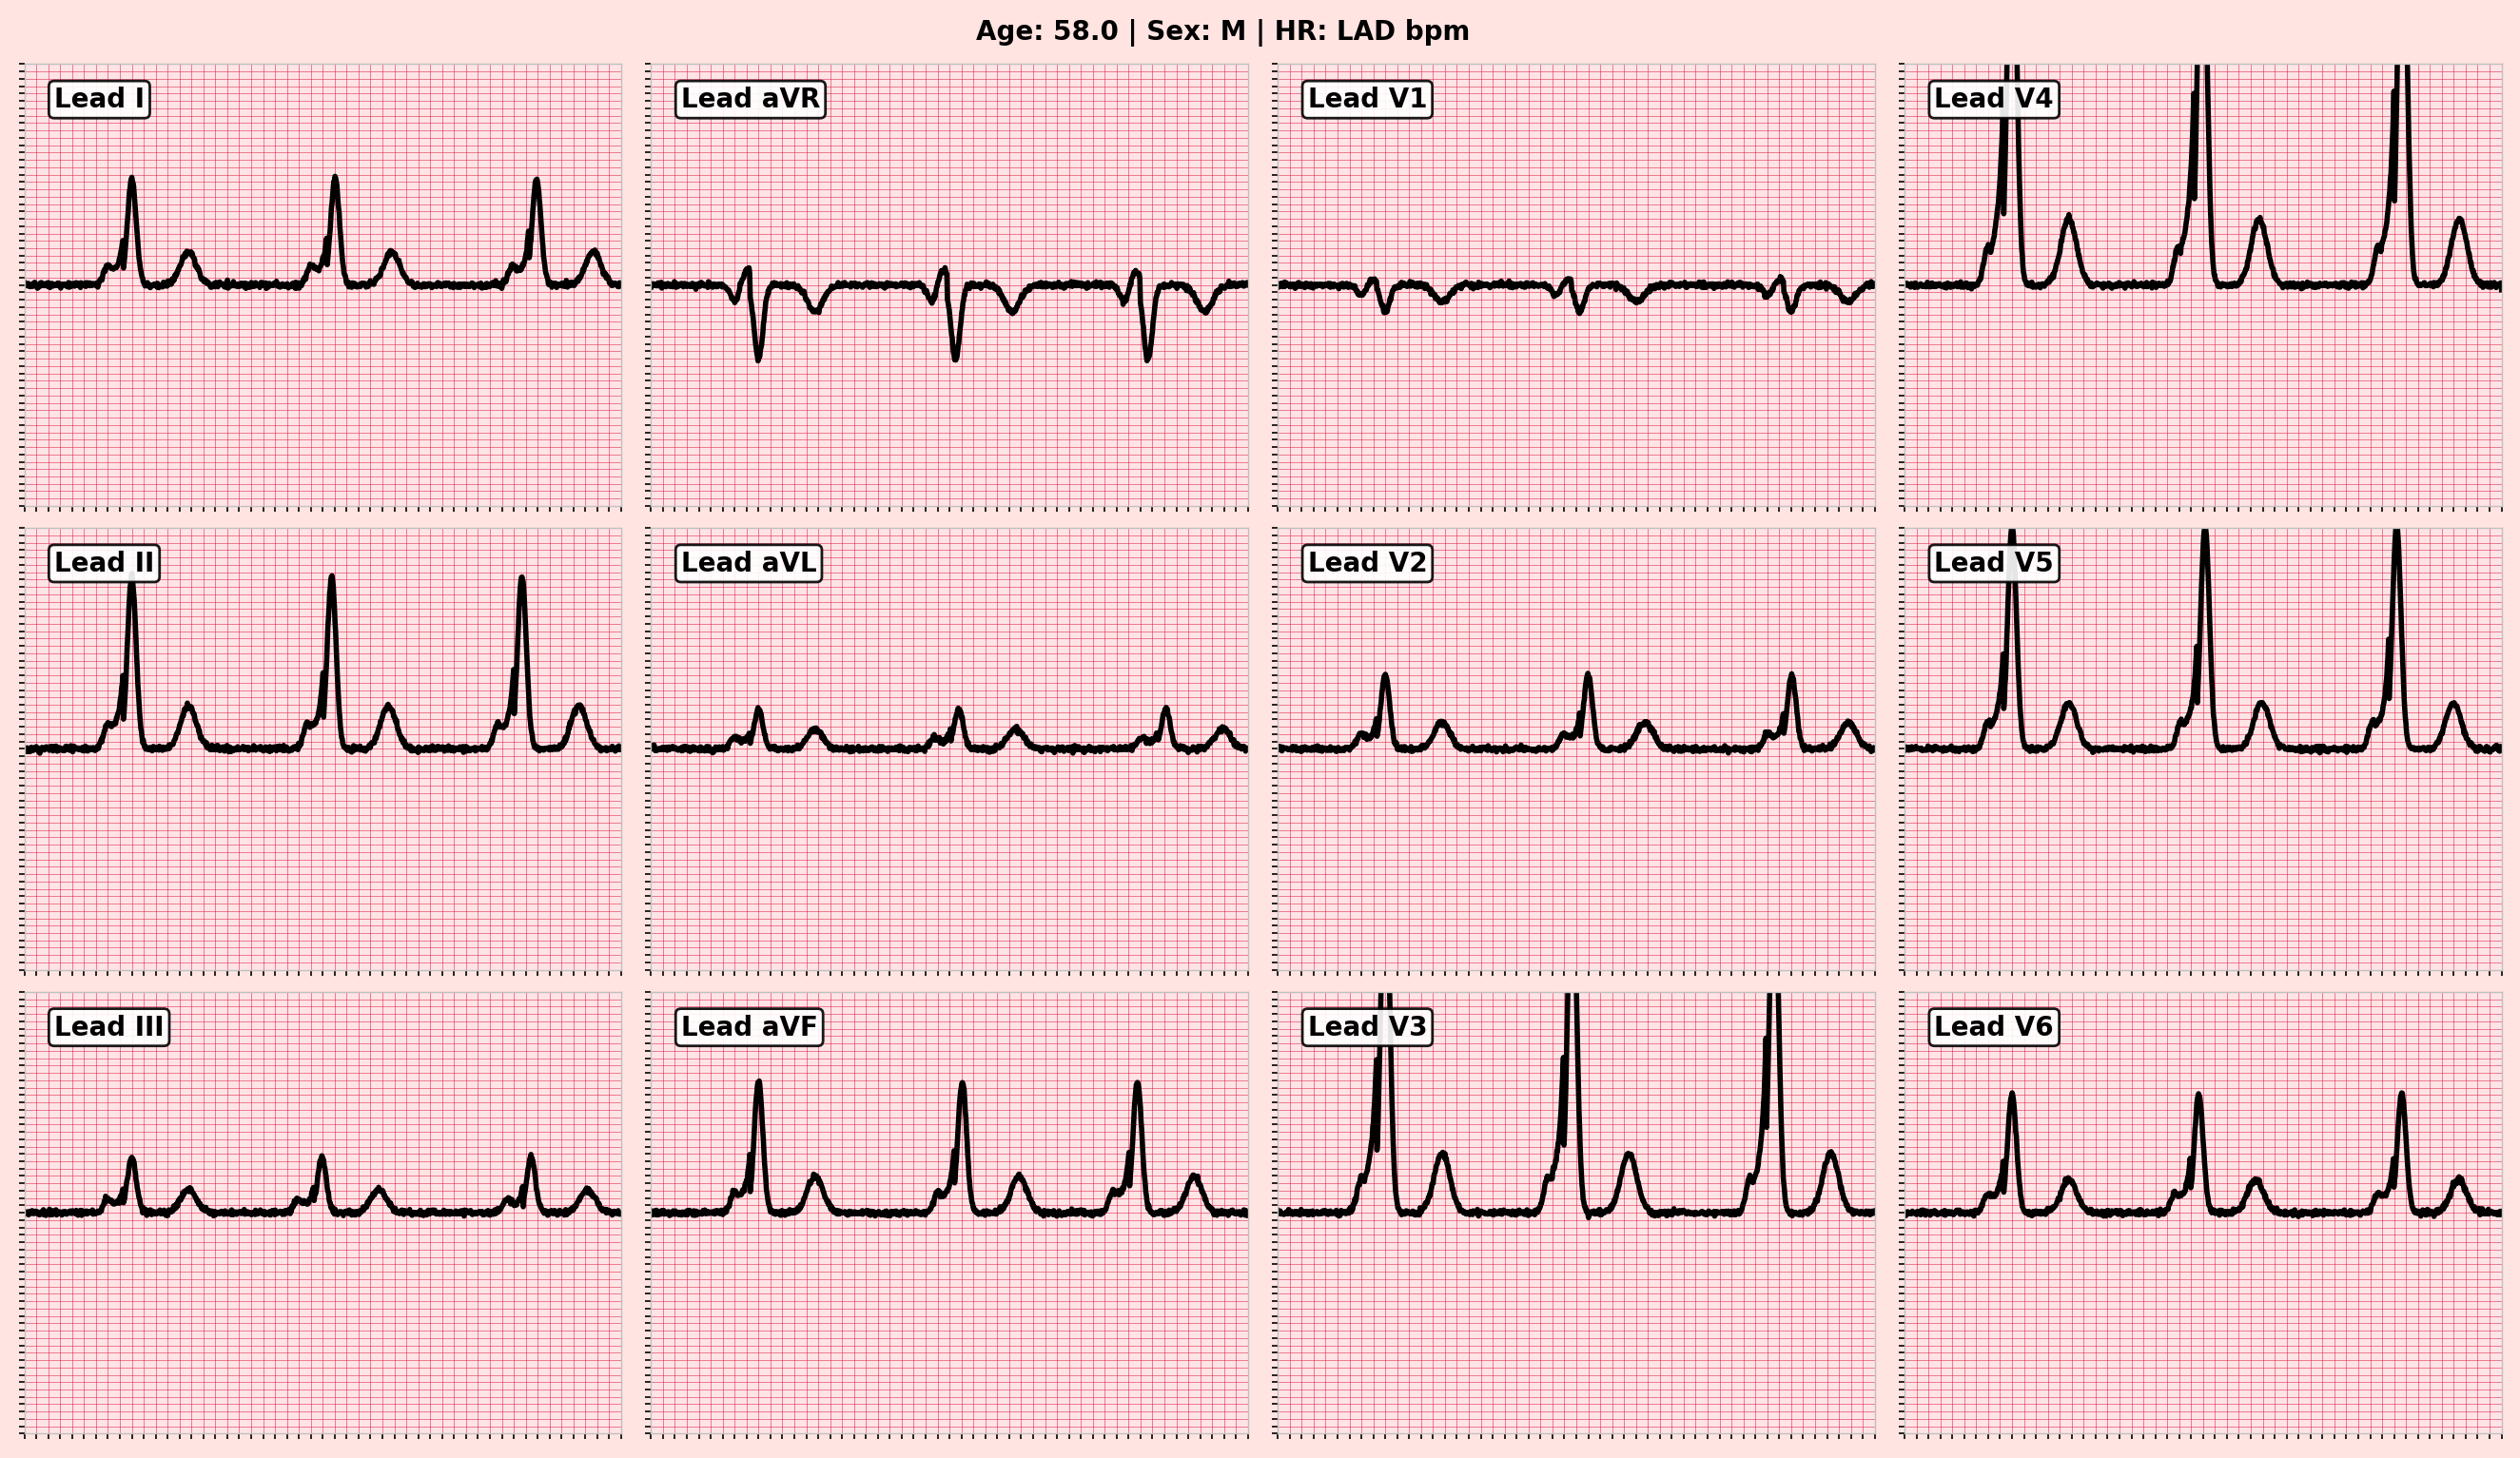 Age: 58.0 | Sex: M | HR: LAD bpm
Lead I
Lead aVR
Lead V1
Lead V4
Lead II
Lead aVL
Lead V2
Lead V5
Lead III
Lead aVF
Lead V3
Lead V6